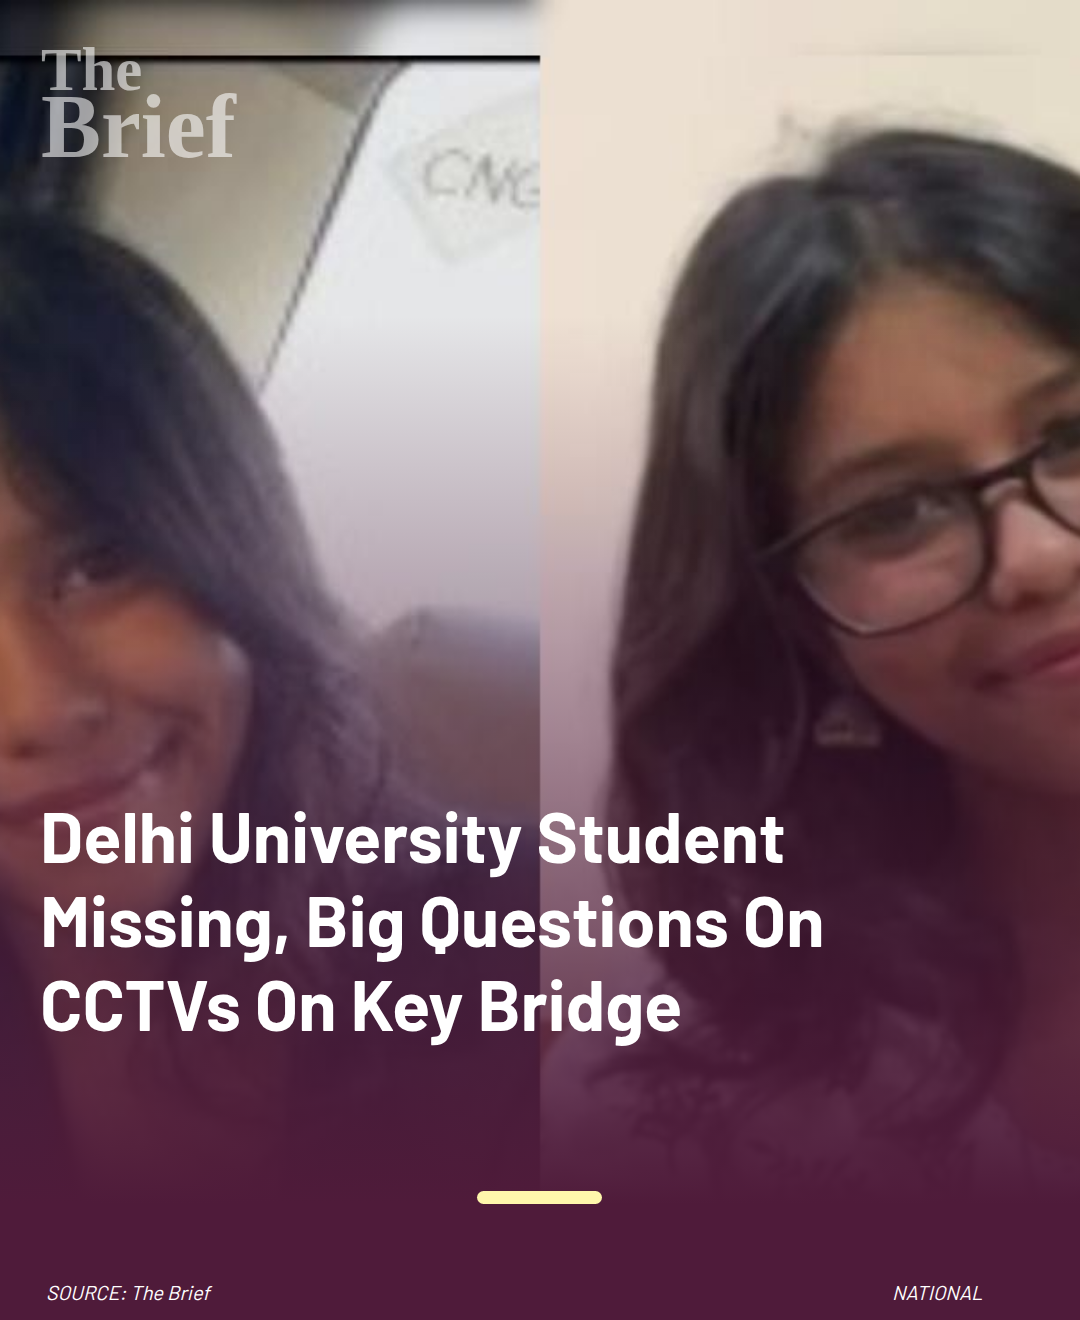 The
Brief
CNG
Delhi University Student
Missing, Big Questions On
CCTVs On Key Bridge
SOURCE: The Brief
NATIONAL